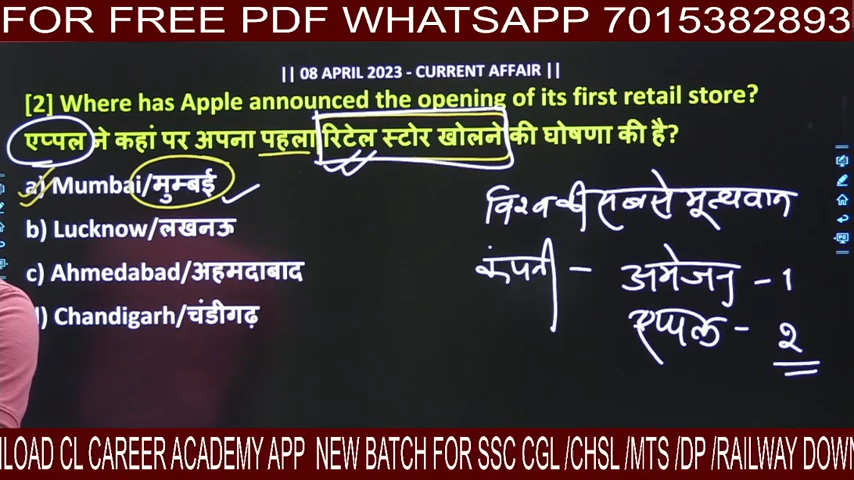 FOR FREE PDF WHATSAPP 7015382893
|| 08 APRIL 2023 - CURRENT AFFAIR ||
[2] Where has Apple announced the opening of its first retail store?
एप्पल ने कहां पर अपना पहला रिटेल स्टोर खोलने की घोषणा की है?
a) Mumbai/मुम्बई
b) Lucknow/लखनऊ
c) Ahmedabad/अहमदाबाद
d) Chandigarh/चंडीगढ़
विश्व की सबसे मूल्यवान
कंपनी - अमेजन - 1
एप्पल - २
NLOAD CL CAREER ACADEMY APP NEW BATCH FOR SSC CGL /CHSL /MTS /DP /RAILWAY DOWN